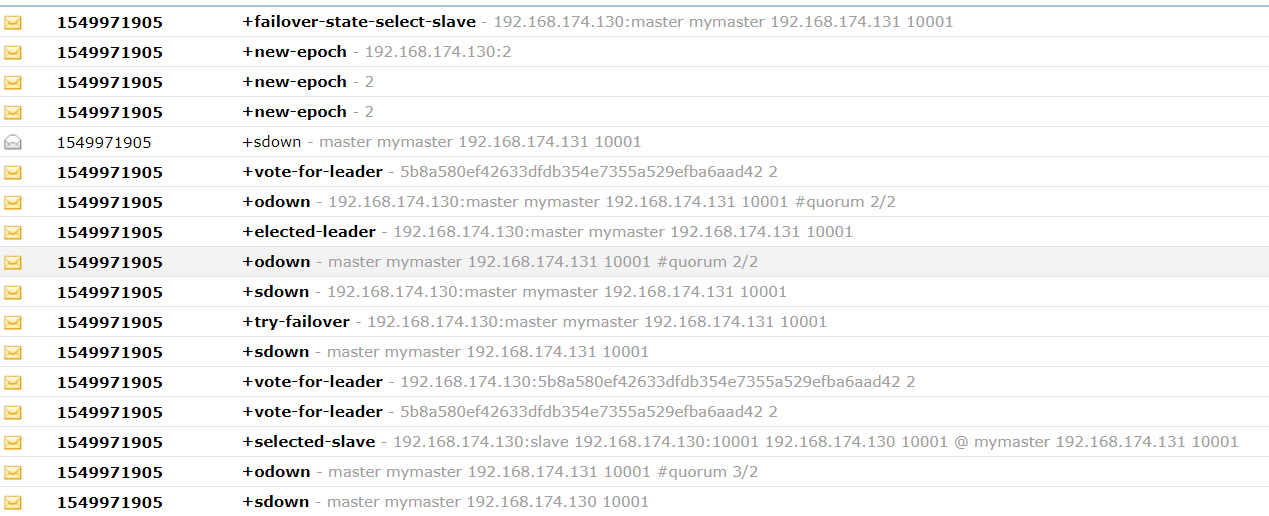 1549971905 +failover-state-select-slave - 192.168.174.130:master mymaster 192.168.174.131 10001
1549971905 +new-epoch - 192.168.174.130:2
1549971905 +new-epoch - 2
1549971905 +new-epoch - 2
1549971905 +sdown - master mymaster 192.168.174.131 10001
1549971905 +vote-for-leader - 5b8a580ef42633dfdb354e7355a529efba6aad42 2
1549971905 +odown - 192.168.174.130:master mymaster 192.168.174.131 10001 #quorum 2/2
1549971905 +elected-leader - 192.168.174.130:master mymaster 192.168.174.131 10001
1549971905 +odown - master mymaster 192.168.174.131 10001 #quorum 2/2
1549971905 +sdown - 192.168.174.130:master mymaster 192.168.174.131 10001
1549971905 +try-failover - 192.168.174.130:master mymaster 192.168.174.131 10001
1549971905 +sdown - master mymaster 192.168.174.131 10001
1549971905 +vote-for-leader - 192.168.174.130:5b8a580ef42633dfdb354e7355a529efba6aad42 2
1549971905 +vote-for-leader - 5b8a580ef42633dfdb354e7355a529efba6aad42 2
1549971905 +selected-slave - 192.168.174.130:slave 192.168.174.130:10001 192.168.174.130 10001 @ mymaster 192.168.174.131 10001
1549971905 +odown - master mymaster 192.168.174.131 10001 #quorum 3/2
1549971905 +sdown - master mymaster 192.168.174.130 10001